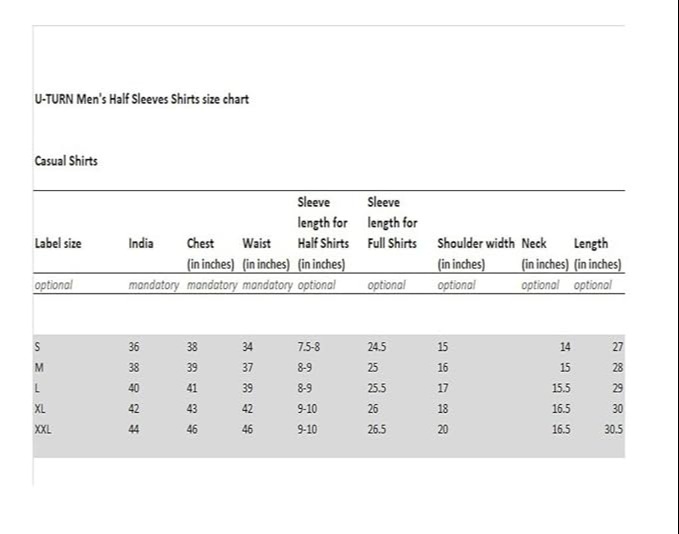 U-TURN Men's Half Sleeves Shirts size chart
Casual Shirts
Sleeve Sleeve
length for length for
Label size India Chest Waist Half Shirts Full Shirts Shoulder width Neck Length
(in inches) (in inches) (in inches) (in inches) (in inches) (in inches)
optional mandatory mandatory mandatory optional optional optional optional optional
S 36 38 34 7.5-8 24.5 15 14 27
M 38 39 37 8-9 25 16 15 28
L 40 41 39 8-9 25.5 17 15.5 29
XL 42 43 42 9-10 26 18 16.5 30
XXL 44 46 46 9-10 26.5 20 16.5 30.5